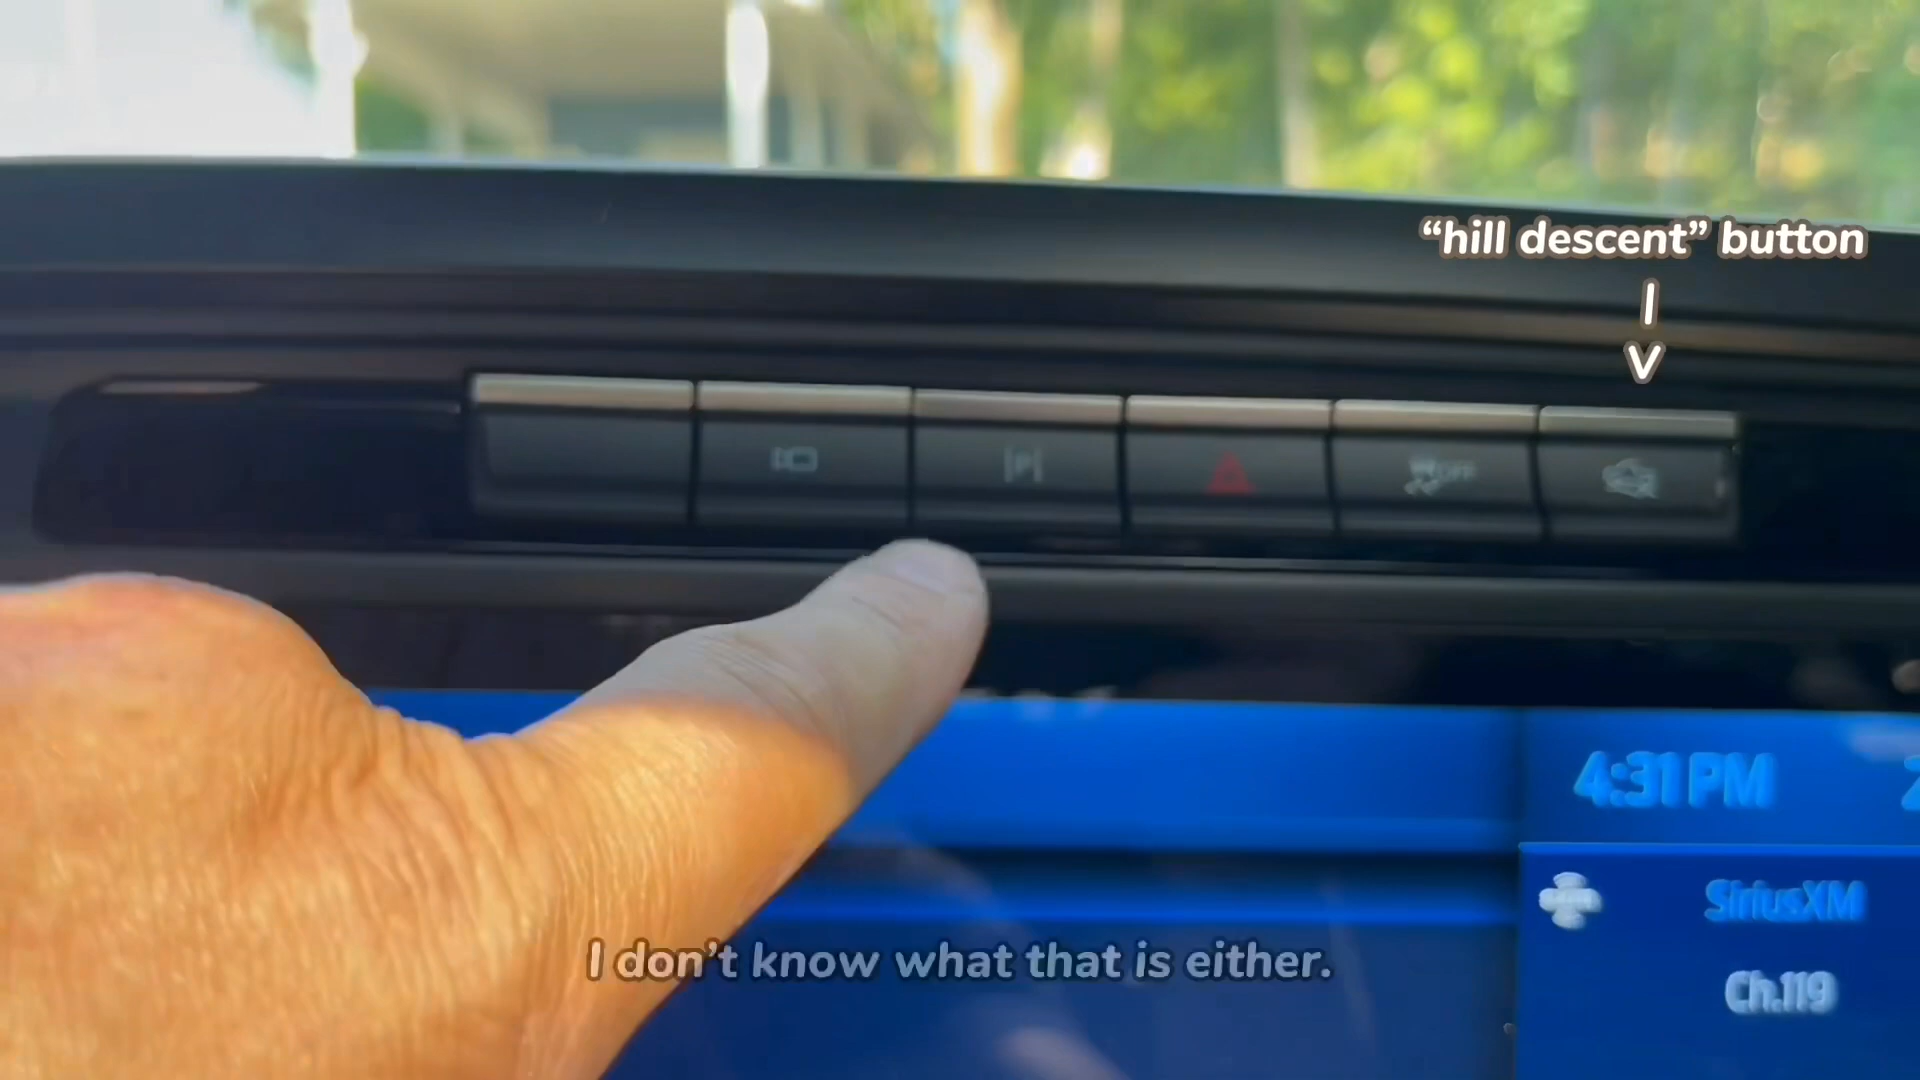 “hill descent” button
|P|
OFF
4:31 PM
SiriusXM
Ch.119
I don’t know what that is either.